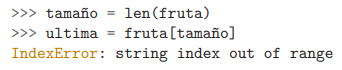 >>> tamaño = len(fruta)
>>> ultima = fruta[tamaño]
IndexError: string index out of range